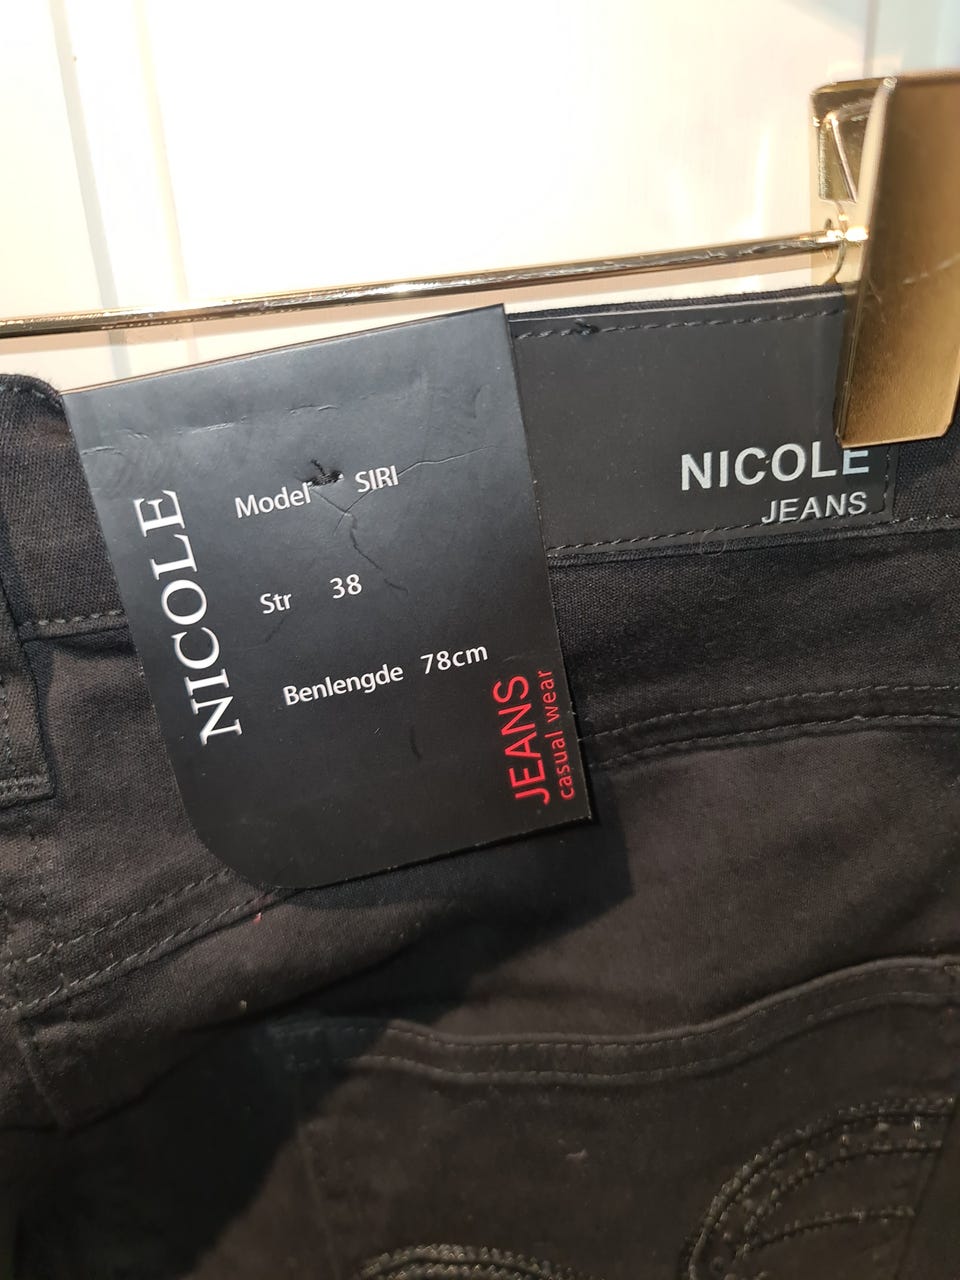 NICOLE
Model SIRI
Str 38
Benlengde 78cm
JEANS
casual wear
NICOLE
JEANS